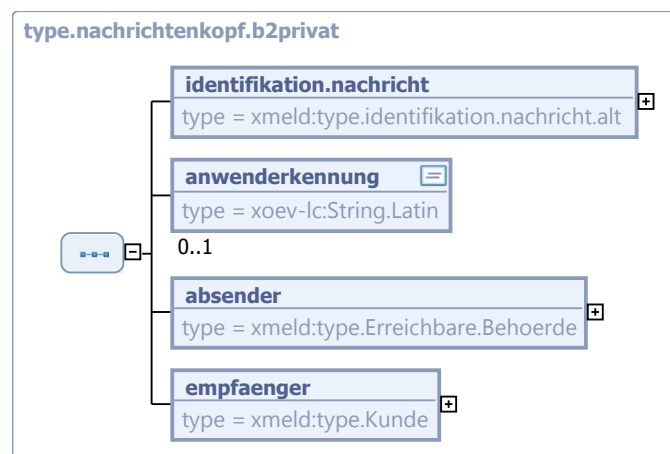 type.nachrichtenkopf.b2privat
identifikation.nachricht
type = xmeld:type.identifikation.nachricht.alt
anwenderkennung
type = xoev-lc:String.Latin
0..1
absender
type = xmeld:type.Erreichbare.Behoerde
empfaenger
type = xmeld:type.Kunde